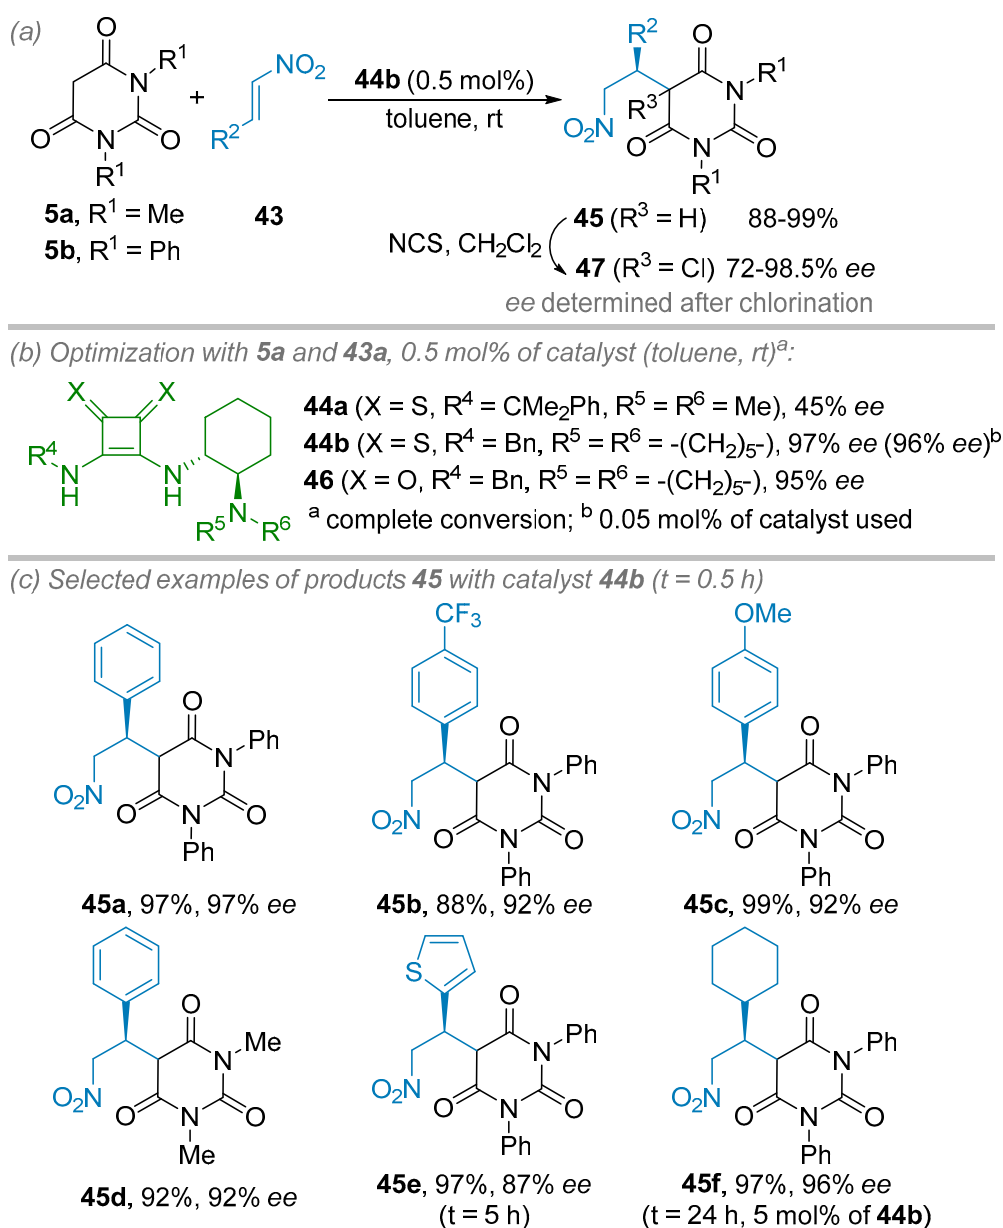 (a)
O
R¹
N
O
N
O
R¹
+
NO₂
R²
44b (0.5 mol%)
toluene, rt
R²
O
R³
N
R¹
O₂N
O
N
O
R¹
5a, R¹ = Me
5b, R¹ = Ph
43
45 (R³ = H) 88-99%
NCS, CH₂Cl₂
47 (R³ = Cl) 72-98.5% ee
ee determined after chlorination
(b) Optimization with 5a and 43a, 0.5 mol% of catalyst (toluene, rt)ᵃ:
X X
R⁴
N
H
N
H
N
R⁵ R⁶
44a (X = S, R⁴ = CMe₂Ph, R⁵ = R⁶ = Me), 45% ee
44b (X = S, R⁴ = Bn, R⁵ = R⁶ = -(CH₂)₅-), 97% ee (96% ee)ᵇ
46 (X = O, R⁴ = Bn, R⁵ = R⁶ = -(CH₂)₅-), 95% ee
ᵃ complete conversion; ᵇ 0.05 mol% of catalyst used
(c) Selected examples of products 45 with catalyst 44b (t = 0.5 h)
O
N
Ph
O₂N
O
N
O
Ph
45a, 97%, 97% ee
CF₃
O
N
Ph
O₂N
O
N
O
Ph
45b, 88%, 92% ee
OMe
O
N
Ph
O₂N
O
N
O
Ph
45c, 99%, 92% ee
O
N
Me
O₂N
O
N
O
Me
45d, 92%, 92% ee
S
O
N
Ph
O₂N
O
N
O
Ph
45e, 97%, 87% ee
(t = 5 h)
O
N
Ph
O₂N
O
N
O
Ph
45f, 97%, 96% ee
(t = 24 h, 5 mol% of 44b)